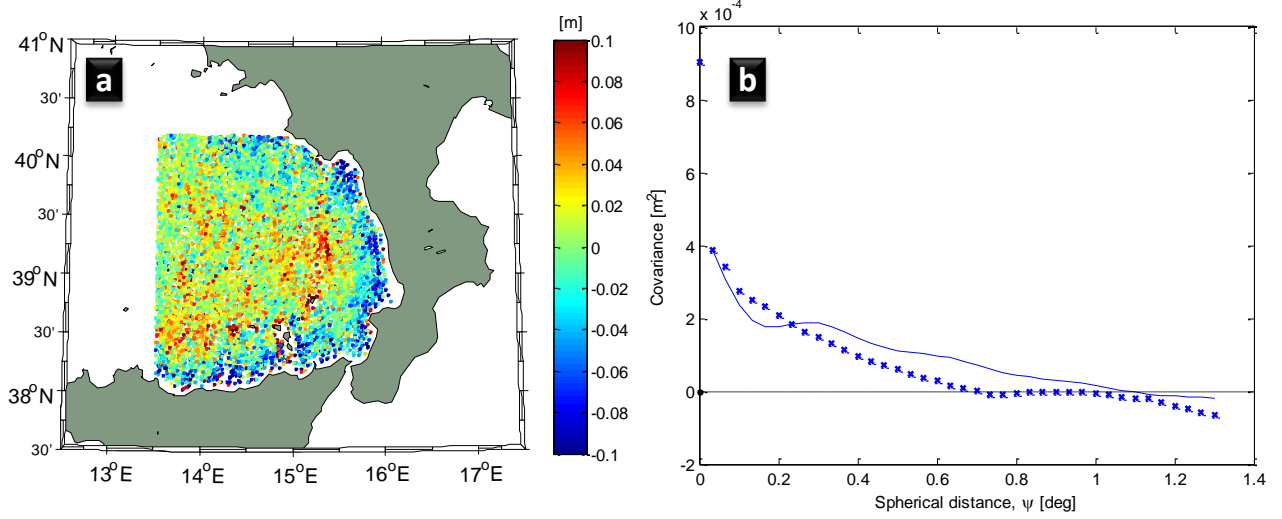 a
[m]
41°N
30'
40°N
30'
39°N
30'
38°N
30'
13°E
14°E
15°E
16°E
17°E
0.1
0.08
0.06
0.04
0.02
0
-0.02
-0.04
-0.06
-0.08
-0.1
b
x 10⁻⁴
10
8
6
4
2
0
-2
Covariance [m²]
0
0.2
0.4
0.6
0.8
1
1.2
1.4
Spherical distance, ψ [deg]